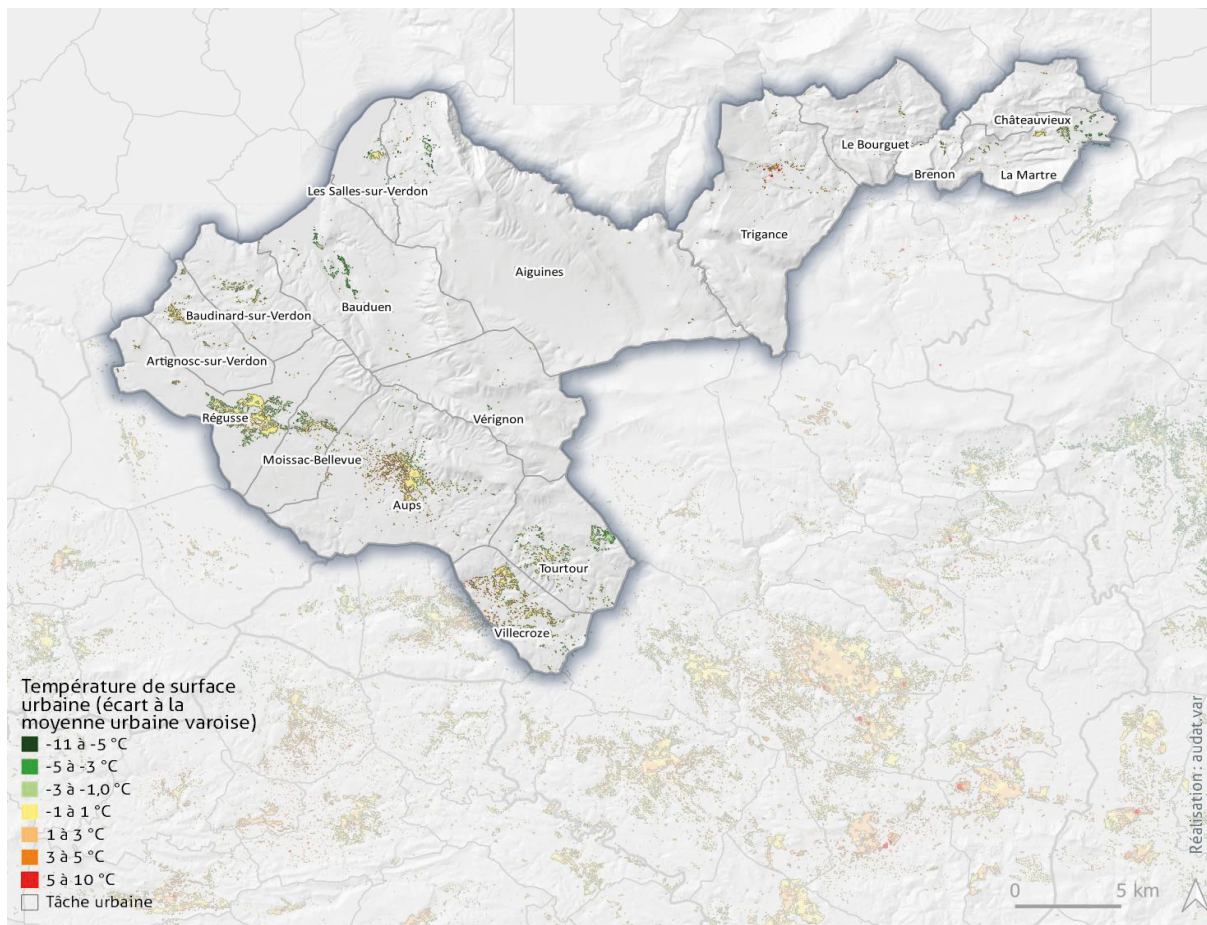 Châteauvieux
Le Bourguet
Brenon
La Martre
Les Salles-sur-Verdon
Trigance
Aiguines
Bauduen
Baudinard-sur-Verdon
Artignosc-sur-Verdon
Régusse
Vérignon
Moissac-Bellevue
Aups
Tourtour
Villecroze
Température de surface
urbaine (écart à la
moyenne urbaine varoise)
-11 à -5 °C
-5 à -3 °C
-3 à -1,0 °C
-1 à 1 °C
1 à 3 °C
3 à 5 °C
5 à 10 °C
Tâche urbaine
0 5 km
Réalisation : audat.var